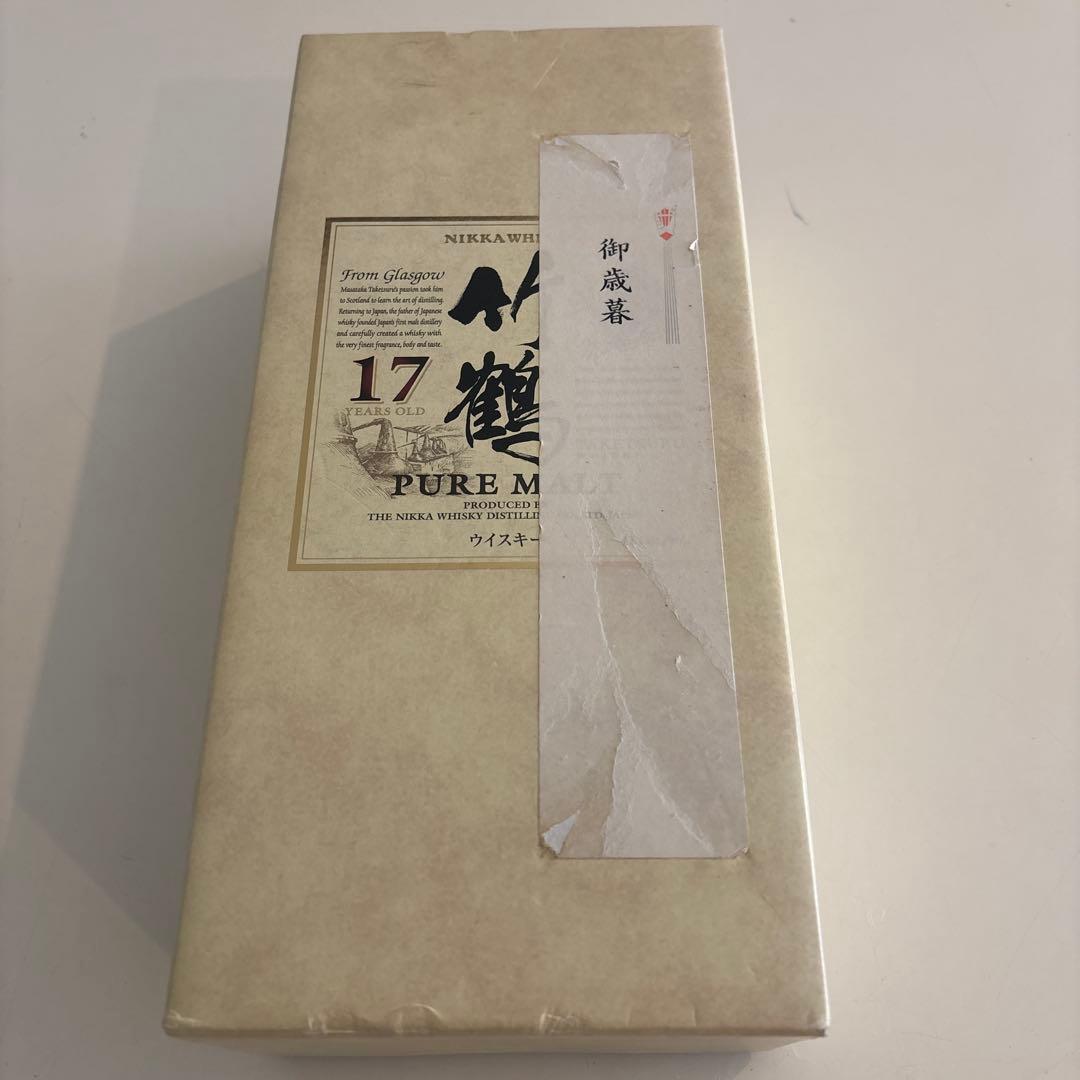 NIKKA WHI
From Glasgow
Masataka Taketsuru's passion took him
to Scotland to learn the art of distilling.
Returning to Japan, the father of Japanese
whisky founded Japan's first malt distillery
and carefully created a whisky with
the very finest fragrance, body and taste.
17
YEARS OLD
竹鶴
PURE MALT
PRODUCED B
THE NIKKA WHISKY DISTILLIN
ウイスキー
御歳暮
TAKETSURU